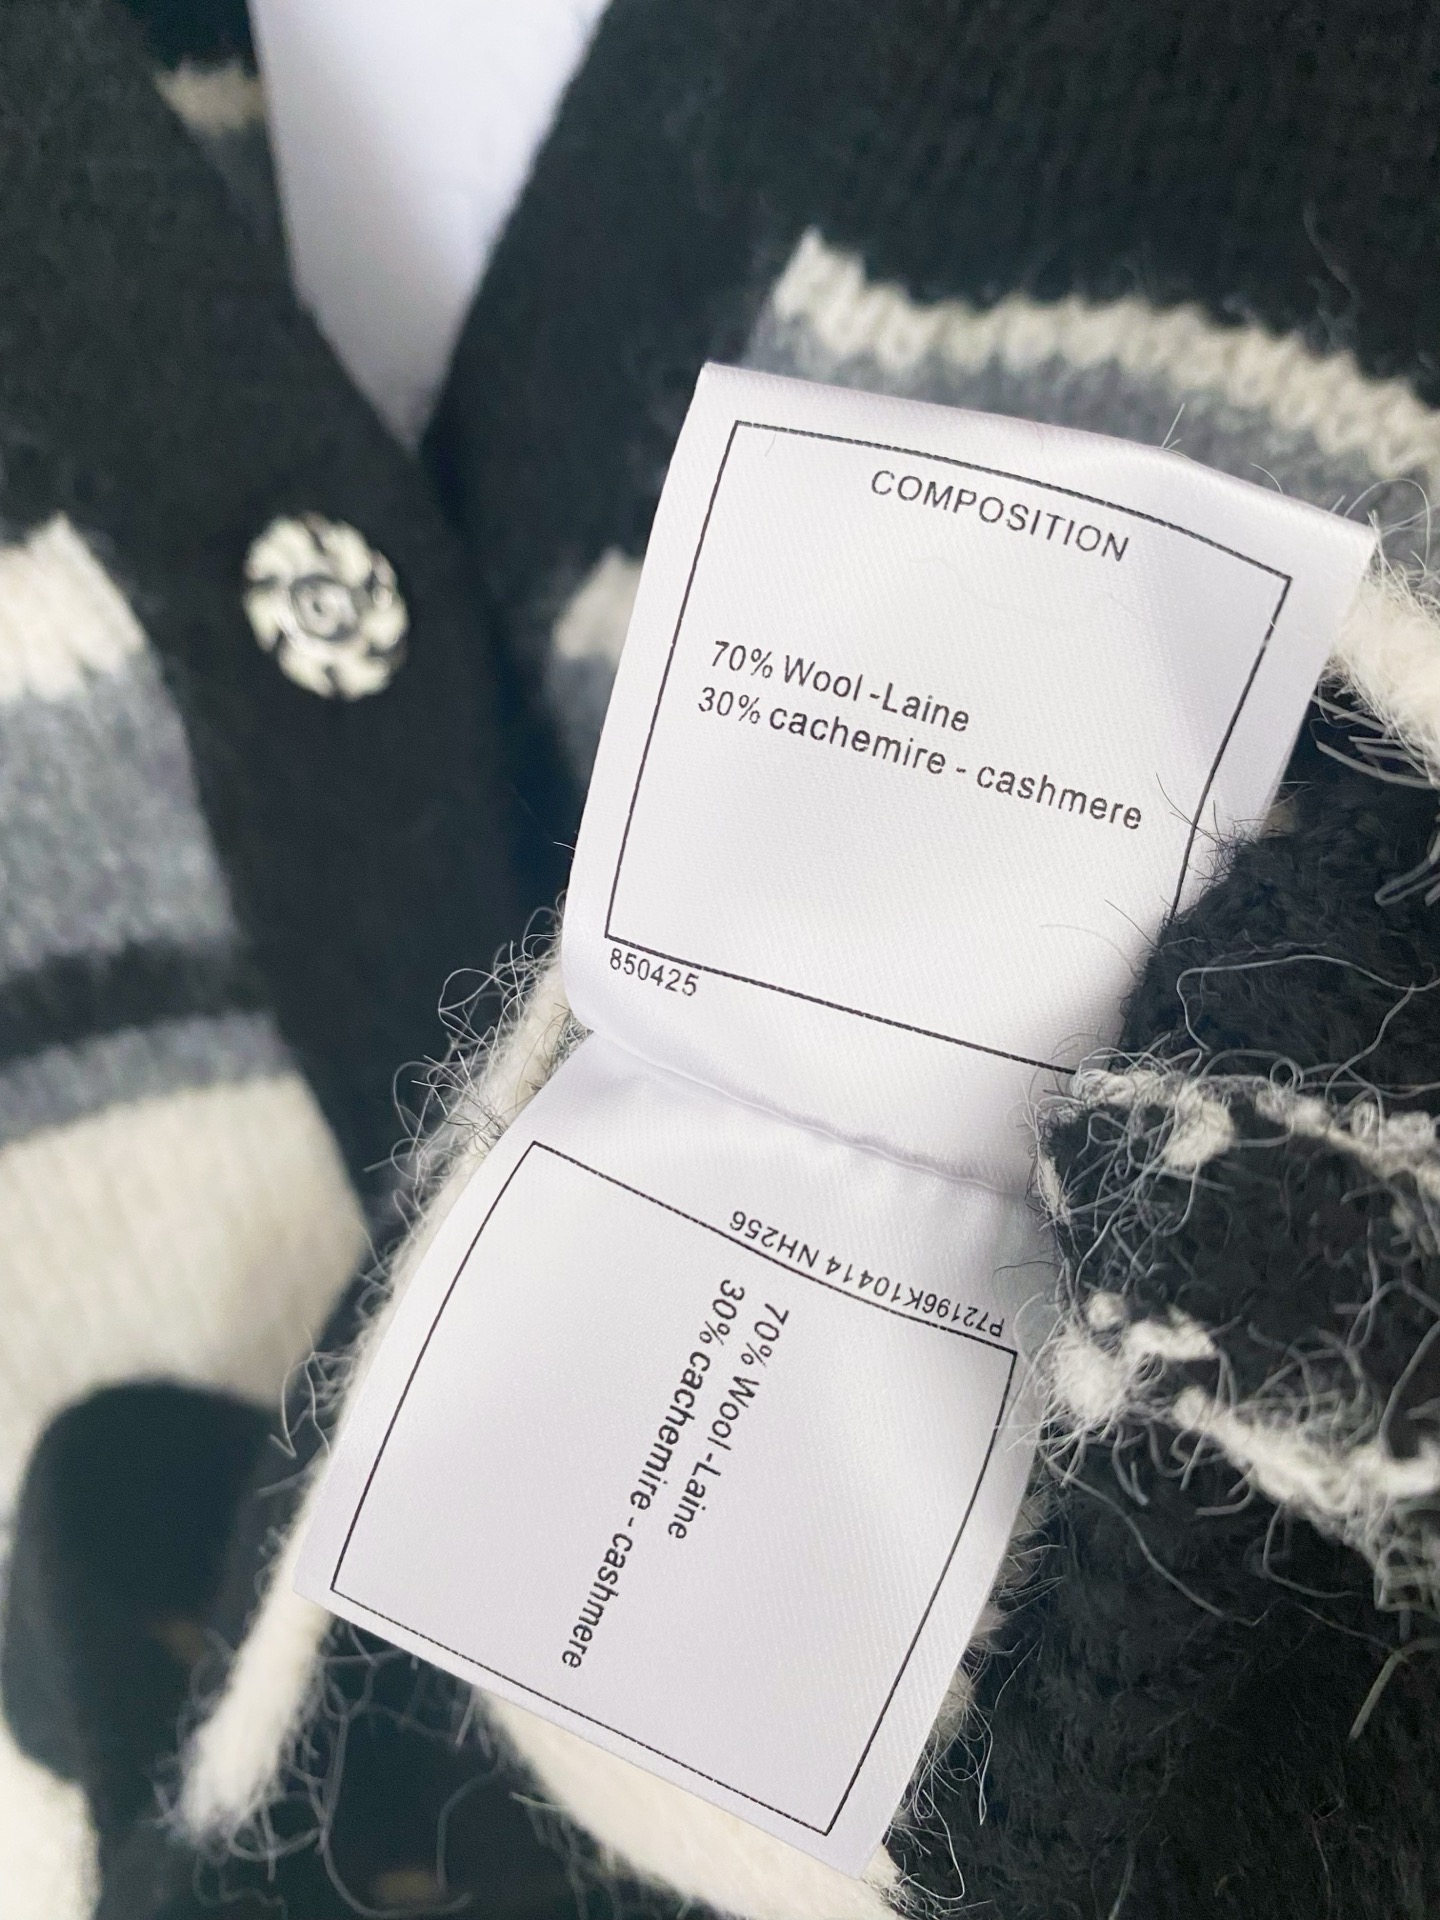 COMPOSITION
70% Wool -Laine
30% cachemire - cashmere
850425
P72196K10414 NH256
70% Wool -Laine
30% cachemire - cashmere